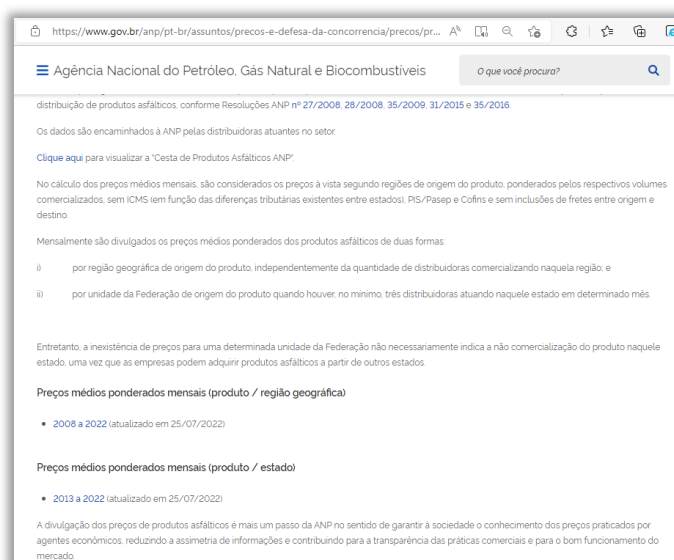 https://www.gov.br/anp/pt-br/assuntos/precos-e-defesa-da-concorrencia/precos/pr...
Agência Nacional do Petróleo, Gás Natural e Biocombustíveis
O que você procura?
distribuição de produtos asfálticos, conforme Resoluções ANP nº 27/2008, 28/2008, 35/2009, 31/2015 e 35/2016.
Os dados são encaminhados à ANP pelas distribuidoras atuantes no setor.
Clique aqui para visualizar a "Cesta de Produtos Asfálticos ANP".
No cálculo dos preços médios mensais, são considerados os preços à vista segundo regiões de origem do produto, ponderados pelos respectivos volumes
comercializados, sem ICMS (em função das diferenças tributárias existentes entre estados), PIS/Pasep e Cofins e sem inclusões de fretes entre origem e
destino.
Mensalmente são divulgados os preços médios ponderados dos produtos asfálticos de duas formas:
i) por região geográfica de origem do produto, independentemente da quantidade de distribuidoras comercializando naquela região; e
ii) por unidade da Federação de origem do produto quando houver, no mínimo, três distribuidoras atuando naquele estado em determinado mês.
Entretanto, a inexistência de preços para uma determinada unidade da Federação não necessariamente indica a não comercialização do produto naquele
estado, uma vez que as empresas podem adquirir produtos asfálticos a partir de outros estados.
Preços médios ponderados mensais (produto / região geográfica)
• 2008 a 2022 (atualizado em 25/07/2022)
Preços médios ponderados mensais (produto / estado)
• 2013 a 2022 (atualizado em 25/07/2022)
A divulgação dos preços de produtos asfálticos é mais um passo da ANP no sentido de garantir à sociedade o conhecimento dos preços praticados por
agentes econômicos, reduzindo a assimetria de informações e contribuindo para a transparência das práticas comerciais e para o bom funcionamento do
mercado.